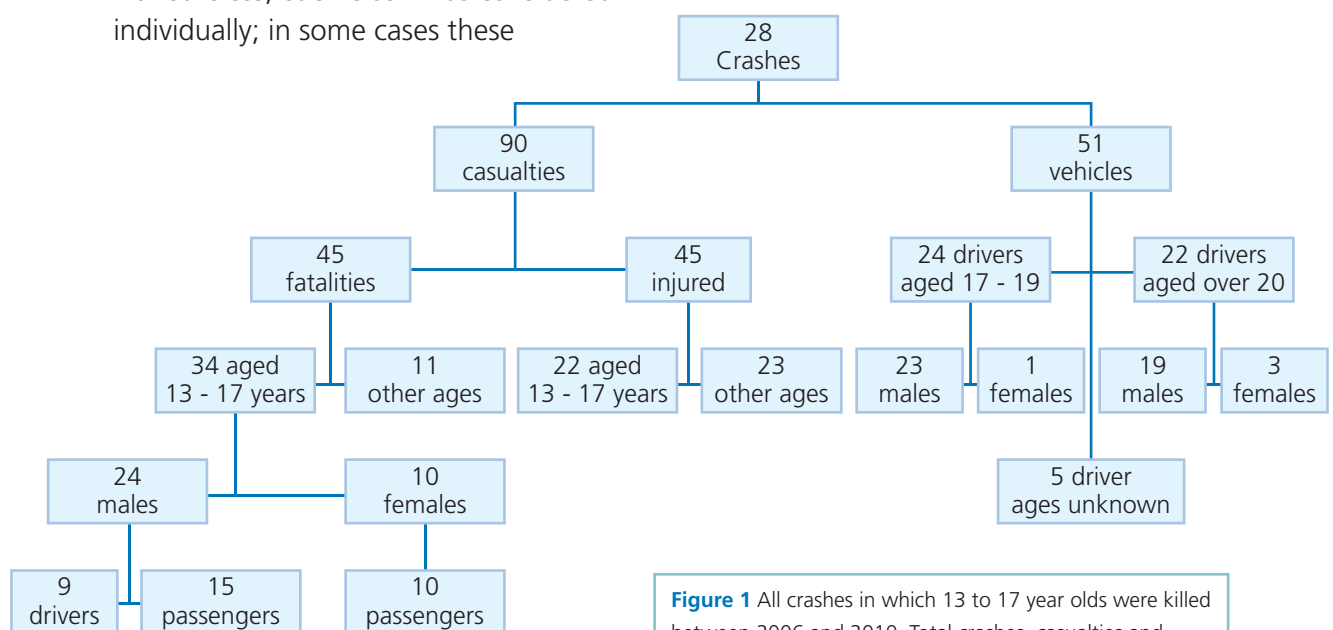 individually; in some cases these
28
Crashes
90
casualties
51
vehicles
45
fatalities
45
injured
24 drivers
aged 17 - 19
22 drivers
aged over 20
34 aged
13 - 17 years
11
other ages
22 aged
13 - 17 years
23
other ages
23
males
1
females
19
males
3
females
24
males
10
females
5 driver
ages unknown
9
drivers
15
passengers
10
passengers
Figure 1 All crashes in which 13 to 17 year olds were killed